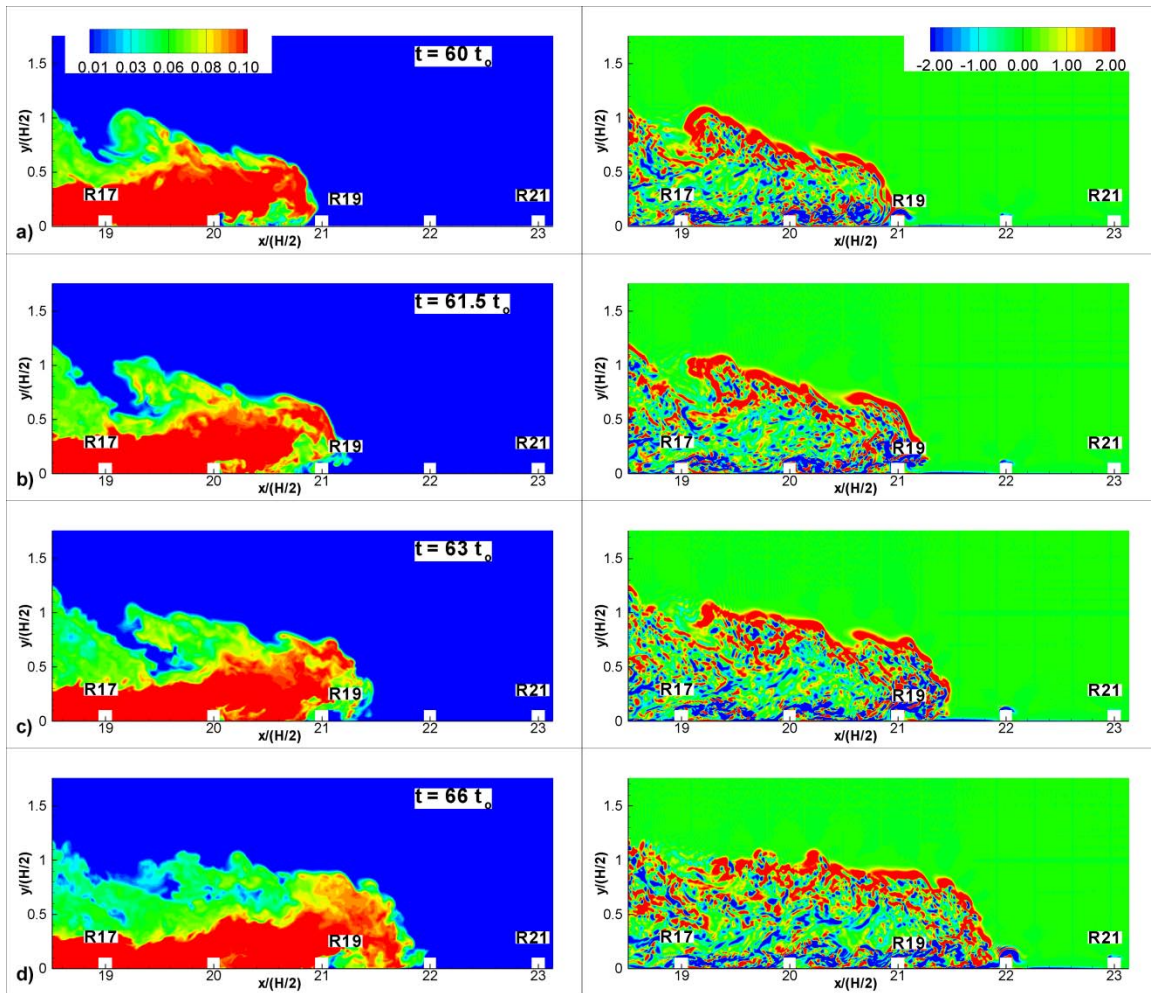 0.01 0.03 0.06 0.08 0.10
t = 60 t_o
y/(H/2)
1.5
1
0.5
0
R17
R19
R21
19 20 21 22 23
x/(H/2)
a)
-2.00 -1.00 0.00 1.00 2.00
y/(H/2)
1.5
1
0.5
0
R17
R19
R21
19 20 21 22 23
x/(H/2)
t = 61.5 t_o
y/(H/2)
1.5
1
0.5
0
R17
R19
R21
19 20 21 22 23
x/(H/2)
b)
y/(H/2)
1.5
1
0.5
0
R17
R19
R21
19 20 21 22 23
x/(H/2)
t = 63 t_o
y/(H/2)
1.5
1
0.5
0
R17
R19
R21
19 20 21 22 23
x/(H/2)
c)
y/(H/2)
1.5
1
0.5
0
R17
R19
R21
19 20 21 22 23
x/(H/2)
t = 66 t_o
y/(H/2)
1.5
1
0.5
0
R17
R19
R21
19 20 21 22 23
x/(H/2)
d)
y/(H/2)
1.5
1
0.5
0
R17
R19
R21
19 20 21 22 23
x/(H/2)